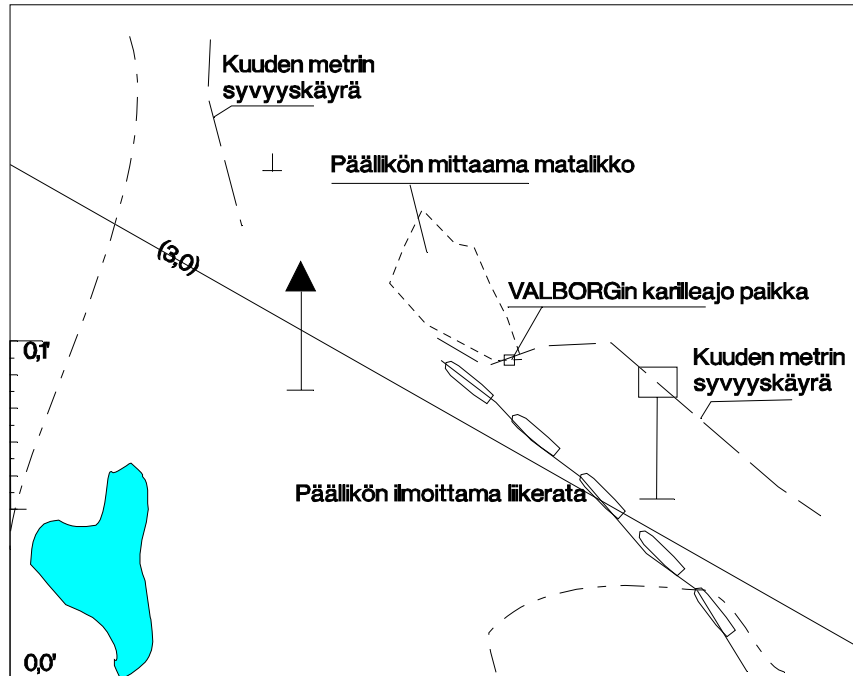 Kuuden metrin
syvyyskäyrä
Päällikön mittaama matalikko
(3,0)
VALBORGin karilleajo paikka
0,1'
Kuuden metrin
syvyyskäyrä
Päällikön ilmoittama liikerata
0,0'